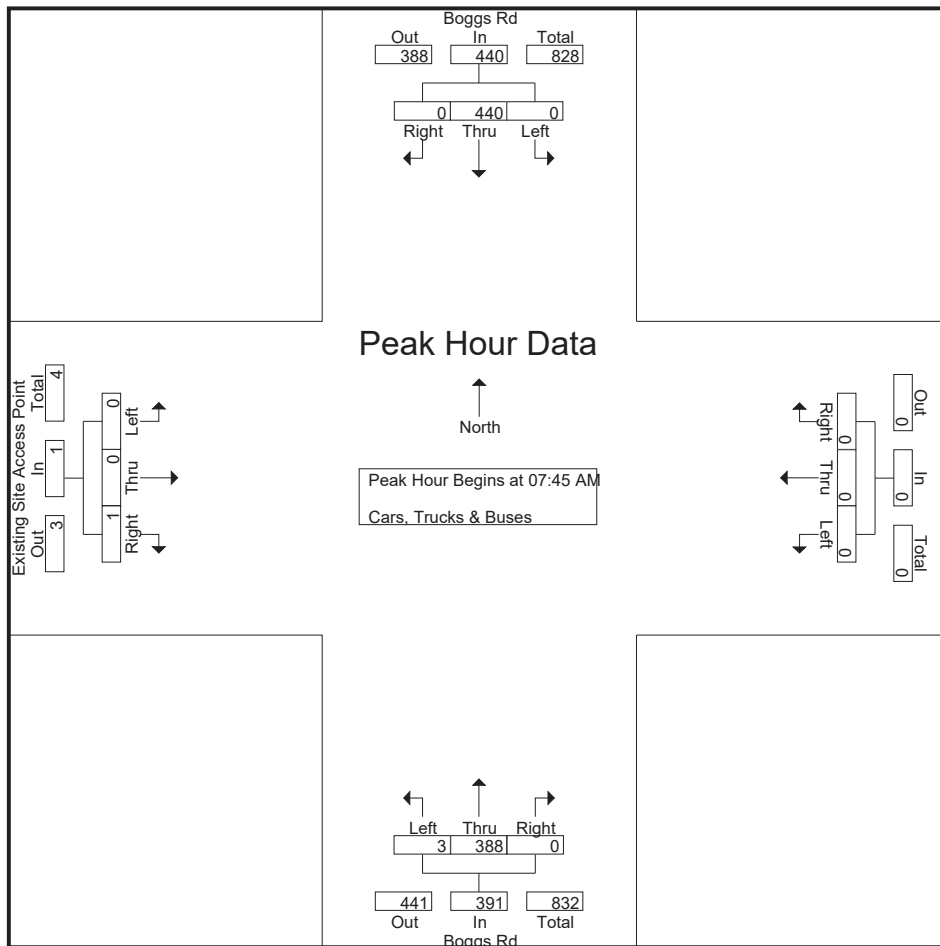 Boggs Rd
Out In Total
388 440 828
0 440 0
Right Thru Left
Peak Hour Data
North
Peak Hour Begins at 07:45 AM
Cars, Trucks & Buses
Existing Site Access Point
Total In Out
4 1 3
0 0 1
Left Thru Right
Out In Total
0 0 0
Right Thru Left
0 0 0
Left Thru Right
3 388 0
441 391 832
Out In Total
Boggs Rd